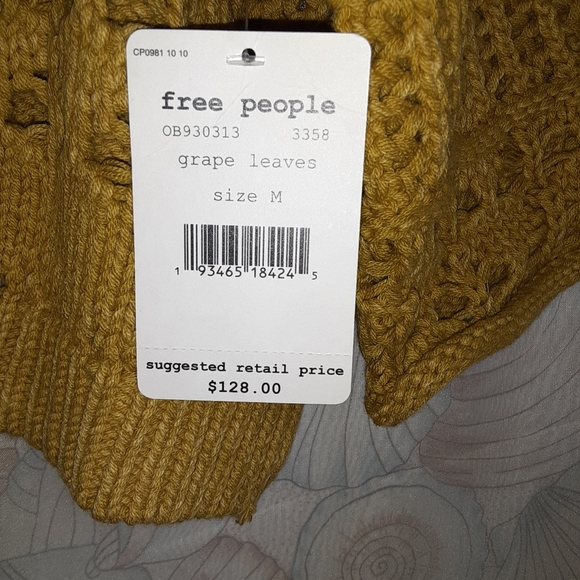 CP0981 10 10
free people
OB930313 3358
grape leaves
size M
1 93465 18424 5
suggested retail price
$128.00